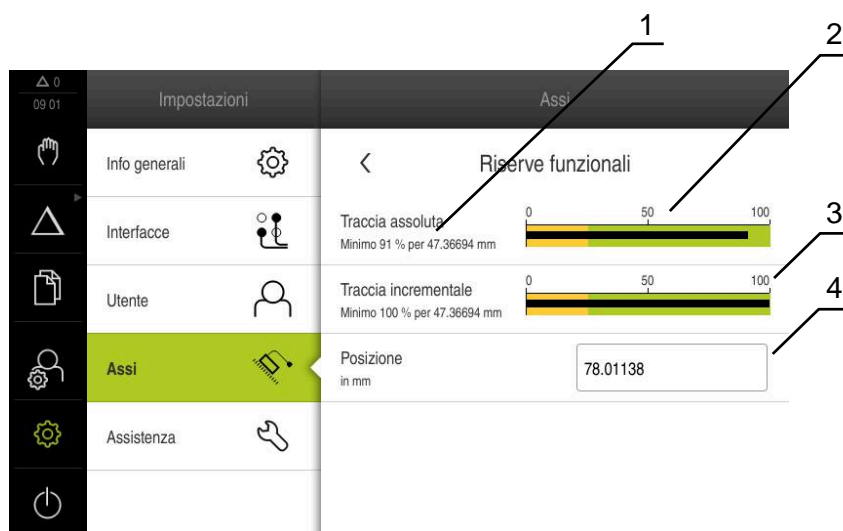 1
2
△ 0
09 01
Impostazioni
Assi
Info generali
Riserve funzionali
Interfacce
Traccia assoluta
Minimo 91 % per 47.36694 mm
0 50 100
3
Utente
Traccia incrementale
Minimo 100 % per 47.36694 mm
0 50 100
4
Assi
Posizione
in mm
78.01138
Assistenza